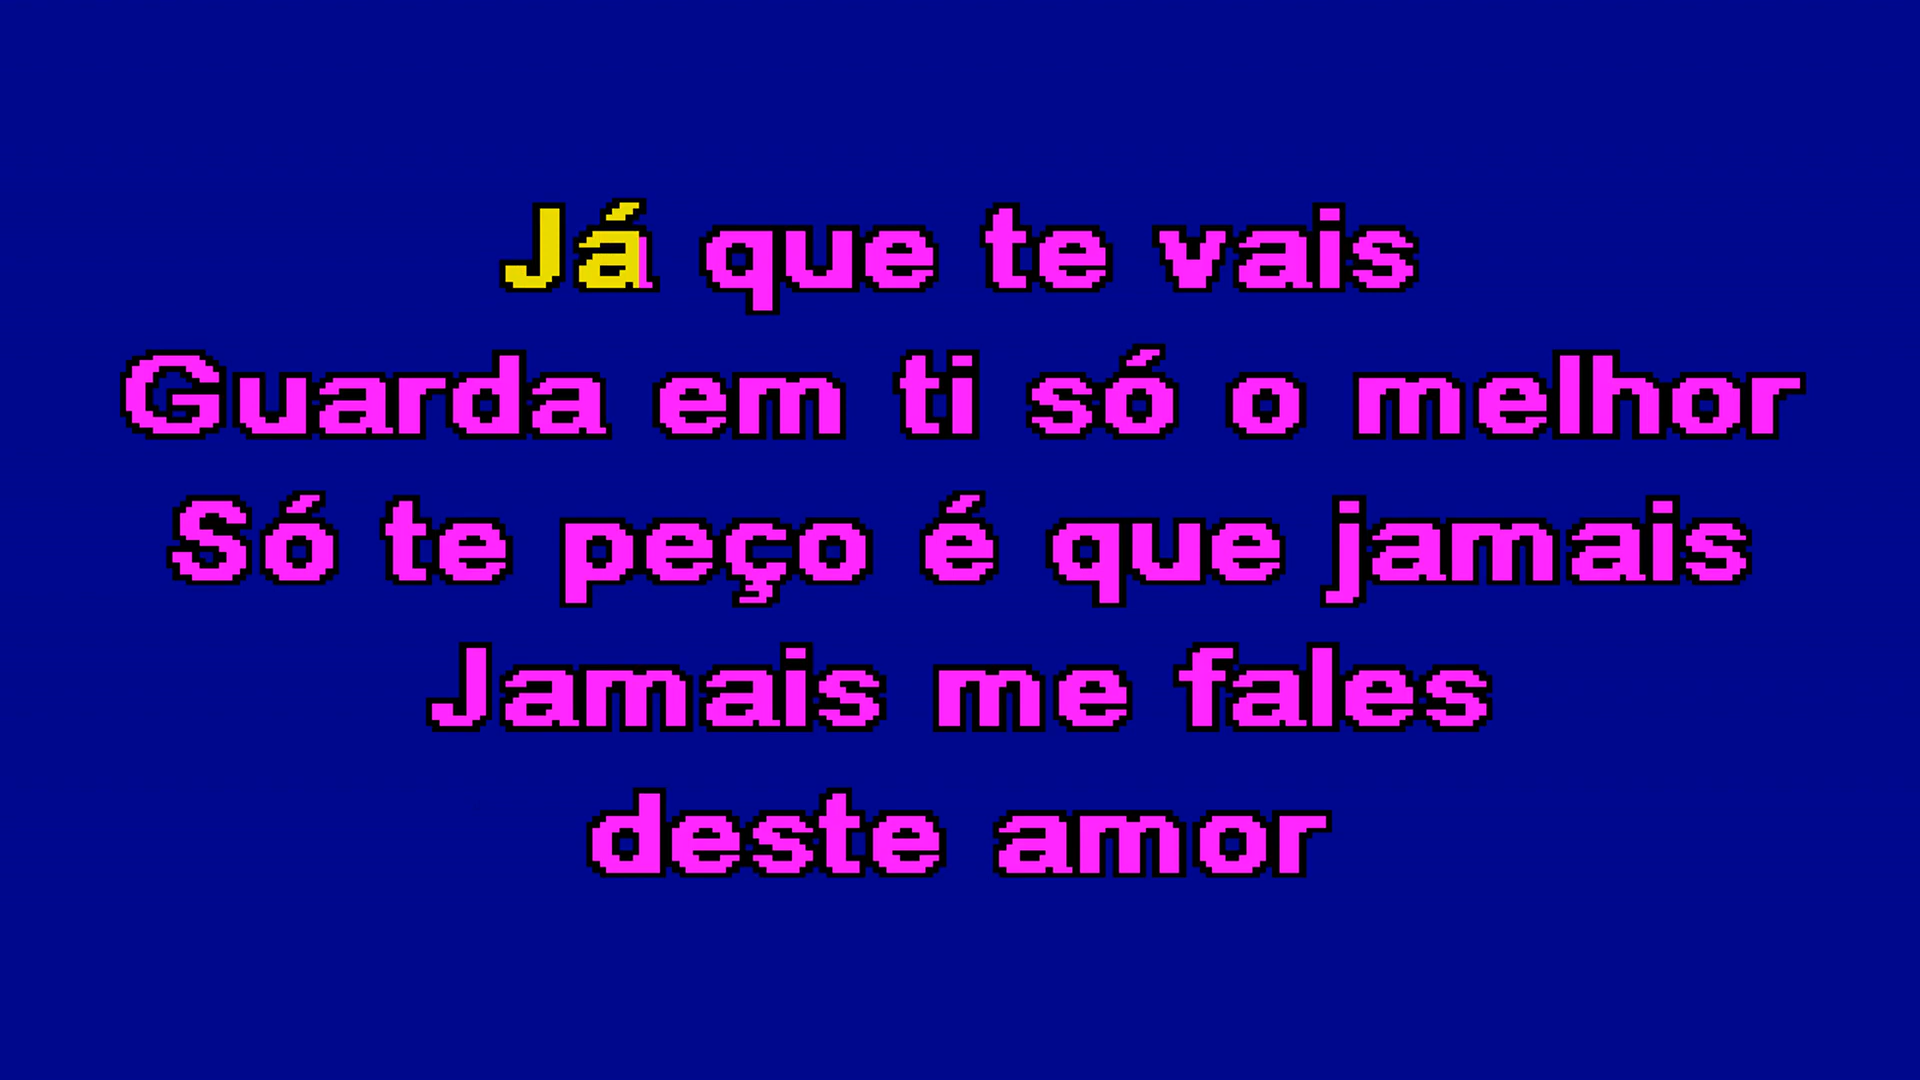 Já que te vais
Guarda em ti só o melhor
Só te peço é que jamais
Jamais me fales
deste amor